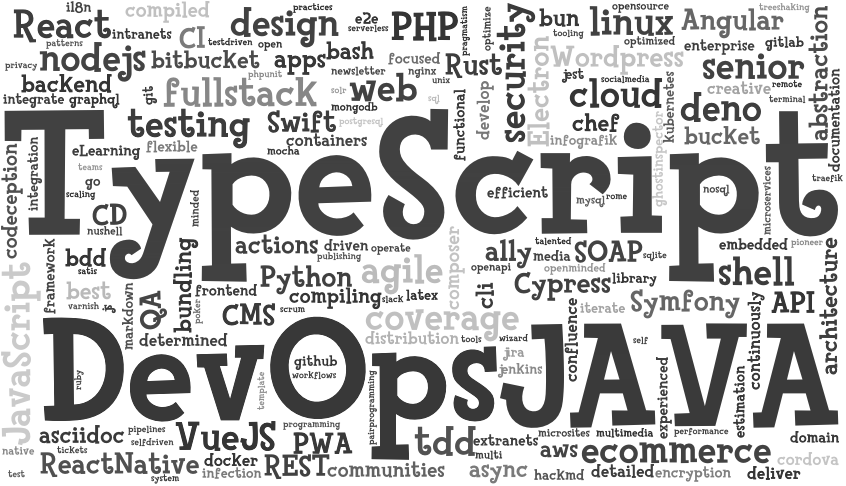 il8n
compiled
practices
e2e
serverless
pragmatism
opensource
treeshaking
React
intranets
CI
design
PHP
optimize
bun
tooling
linux
optimized
Angular
patterns
testdriven
open
enterprise
gitlab
privacy
nodejs
bitbucket
apps
bash
focused
Rust
security
Electron
Wordpress
senior
abstraction
documentation
backend
phpunit
newsletter
nginx
unix
jest
socialmedia
Kubernetes
creative
remote
integrate
graphql
git
fullstack
solr
web
mongodb
sql
functional
develop
cloud
deno
terminal
testing
Swift
postgresql
chef
infografik
ghostinspector
bucket
containers
TypeScript
codeception
integration
eLearning
flexible
mocha
teams
go
scaling
CD
nushell
minded
efficient
mysql
rome
nosql
microservices
traefik
framework
bdd
satis
bundling
actions
driven
publishing
operate
composer
ally
talented
media
SOAP
sqlite
embedded
pioneer
architecture
JavaScript
best
varnish
markdown
QA
poker
frontend
Python
compiling
slack
agile
latex
cli
openapi
openminded
Cypress
library
shell
CMS
scrum
coverage
iterate
Symfony
API
determined
distribution
tools
wizard
confluence
self
continuously
DevOps
JAVA
github
workflows
ruby
template
pairprogramming
jira
jenkins
experienced
estimation
asciidoc
pipelines
selfdriven
VueJS
programming
PWA
tdd
extranets
multi
microsites
multimedia
performance
domain
native
tickets
test
ReactNative
system
docker
infection
REST
communities
async
aws
hackmd
ecommerce
detailed
encryption
deliver
cordova